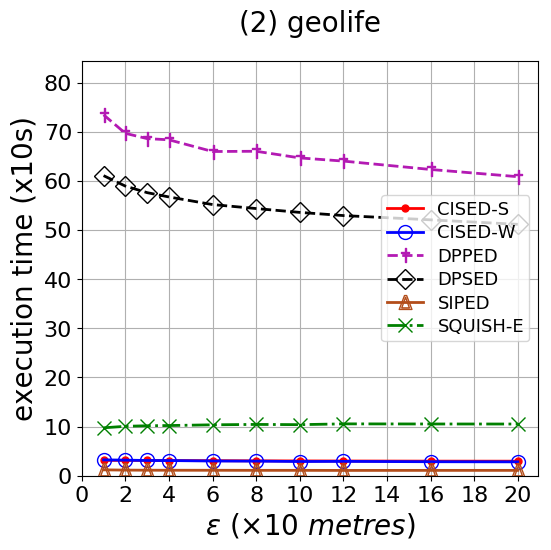 (2) geolife
execution time (x10s)
80
70
60
50
40
30
20
10
0
CISED-S
CISED-W
DPPED
DPSED
SIPED
SQUISH-E
0 2 4 6 8 10 12 14 16 18 20
ε (×10 metres)